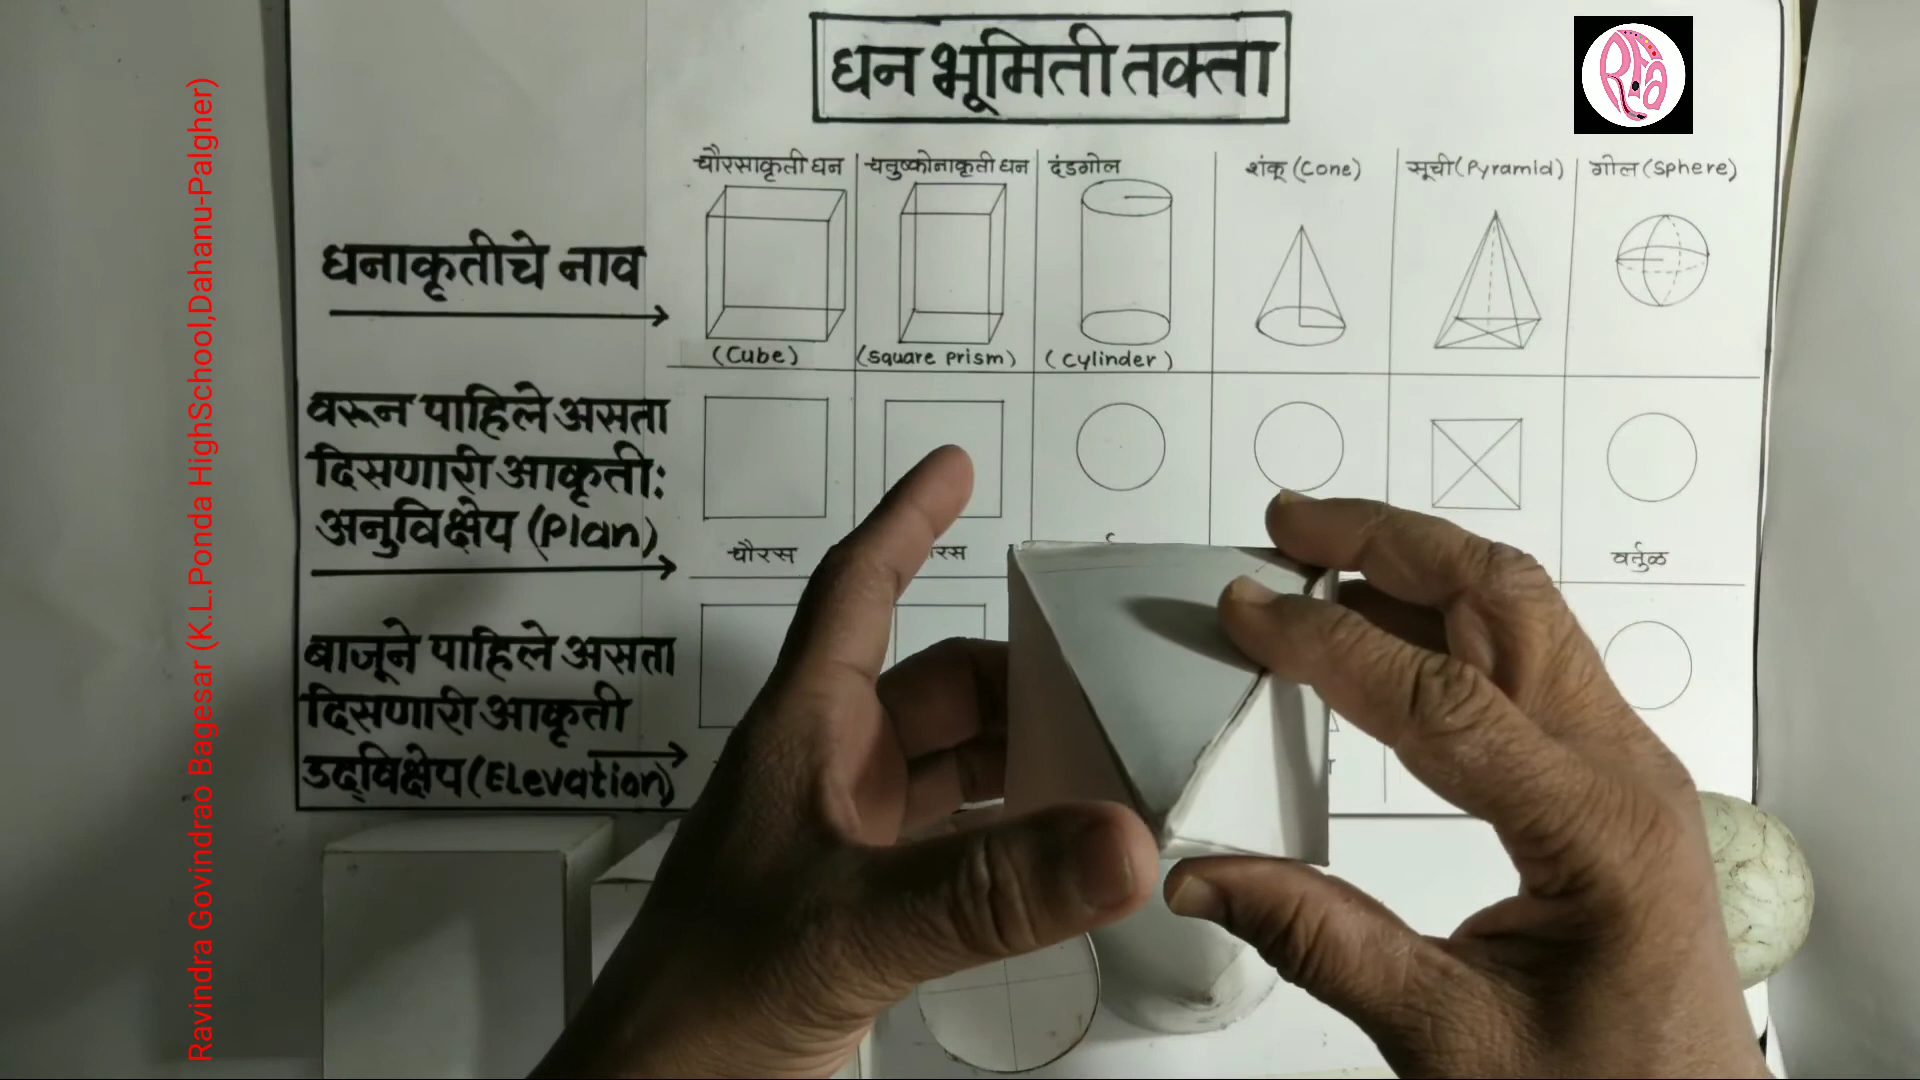 धन भूमिती तक्ता
चौरसाकृती धन
चतुष्कोनाकृती धन
दंडगोल
शंकू (Cone)
सूची (Pyramid)
गोल (Sphere)
धनाकृतीचे नाव
(Cube)
(Square Prism)
(Cylinder)
वरून पाहिले असता
दिसणारी आकृती:
अनुविक्षेप (Plan)
चौरस
वर्तुळ
बाजूने पाहिले असता
दिसणारी आकृती
उद्‌विक्षेप (Elevation)
Ravindra Govindrao Bagesar (K.L.Ponda HighSchool,Dahanu-Palgher)
RFa